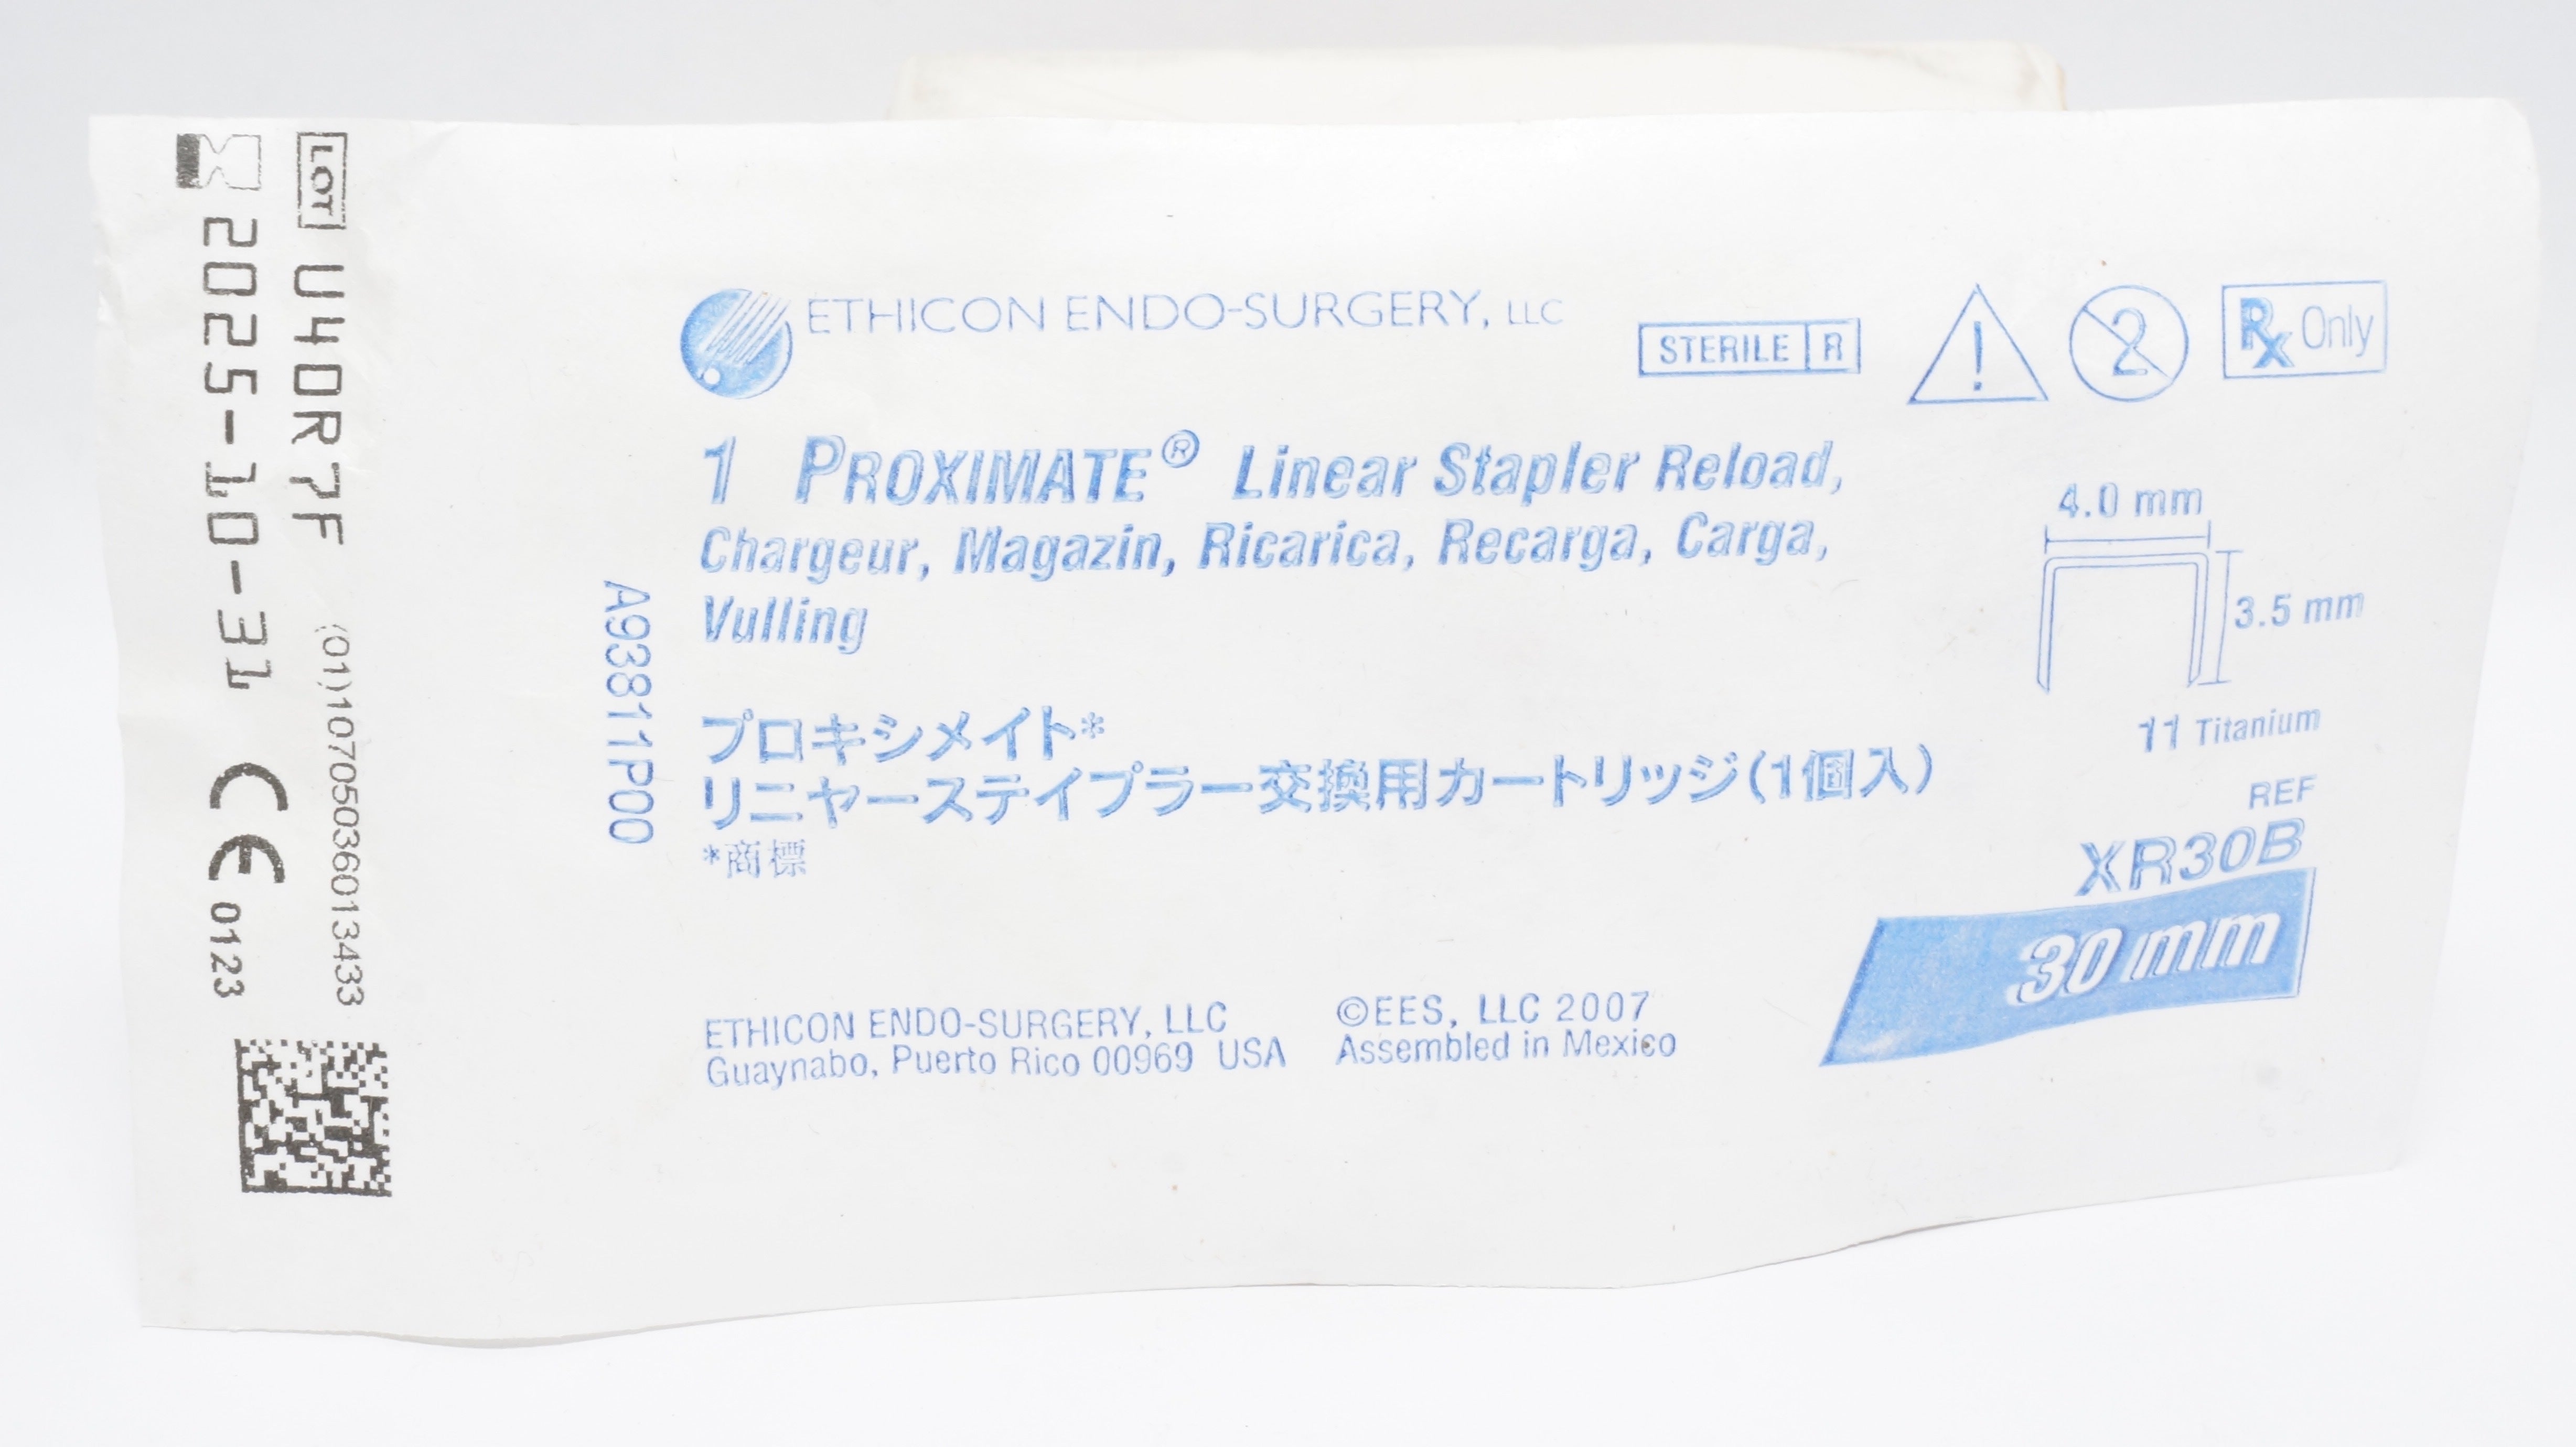 LOT U40R7F
2025-10-31
(01)10705036013433
CE 0123
A93811P00
ETHICON ENDO-SURGERY, LLC
STERILE R
2
Rx Only
1 PROXIMATE® Linear Stapler Reload,
Chargeur, Magazin, Ricarica, Recarga, Carga,
Vulling
プロキシメイト*
リニヤーステイプラー交換用カートリッジ(1個入)
*商標
4.0 mm
3.5 mm
11 Titanium
REF
XR30B
30 mm
ETHICON ENDO-SURGERY, LLC
Guaynabo, Puerto Rico 00969 USA
©EES, LLC 2007
Assembled in Mexico